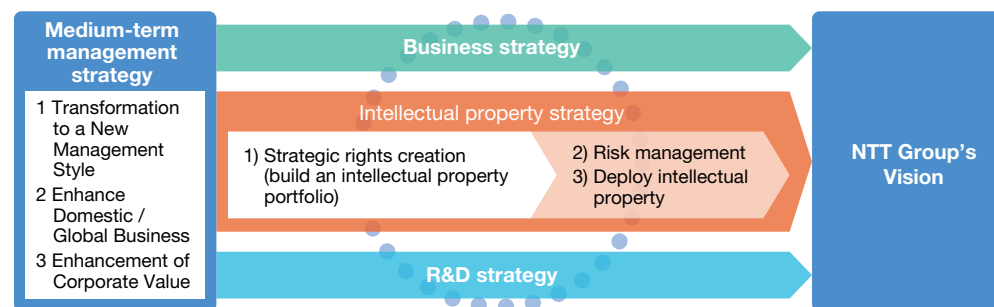 Medium-term
management
strategy
1 Transformation
to a New
Management
Style
2 Enhance
Domestic /
Global Business
3 Enhancement of
Corporate Value
Business strategy
Intellectual property strategy
1) Strategic rights creation
(build an intellectual property
portfolio)
2) Risk management
3) Deploy intellectual
property
R&D strategy
NTT Group's
Vision